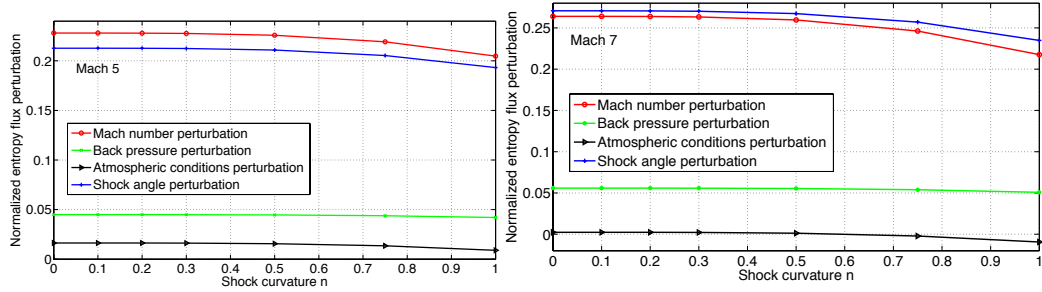 Normalized entropy flux perturbation
0.2
0.15
0.1
0.05
0
Mach 5
Mach number perturbation
Back pressure perturbation
Atmospheric conditions perturbation
Shock angle perturbation
0 0.1 0.2 0.3 0.4 0.5 0.6 0.7 0.8 0.9 1
Shock curvature n
Normalized entropy flux perturbation
0.25
0.2
0.15
0.1
0.05
0
Mach 7
Mach number perturbation
Back pressure perturbation
Atmospheric conditions perturbation
Shock angle perturbation
0 0.1 0.2 0.3 0.4 0.5 0.6 0.7 0.8 0.9 1
Shock curvature n